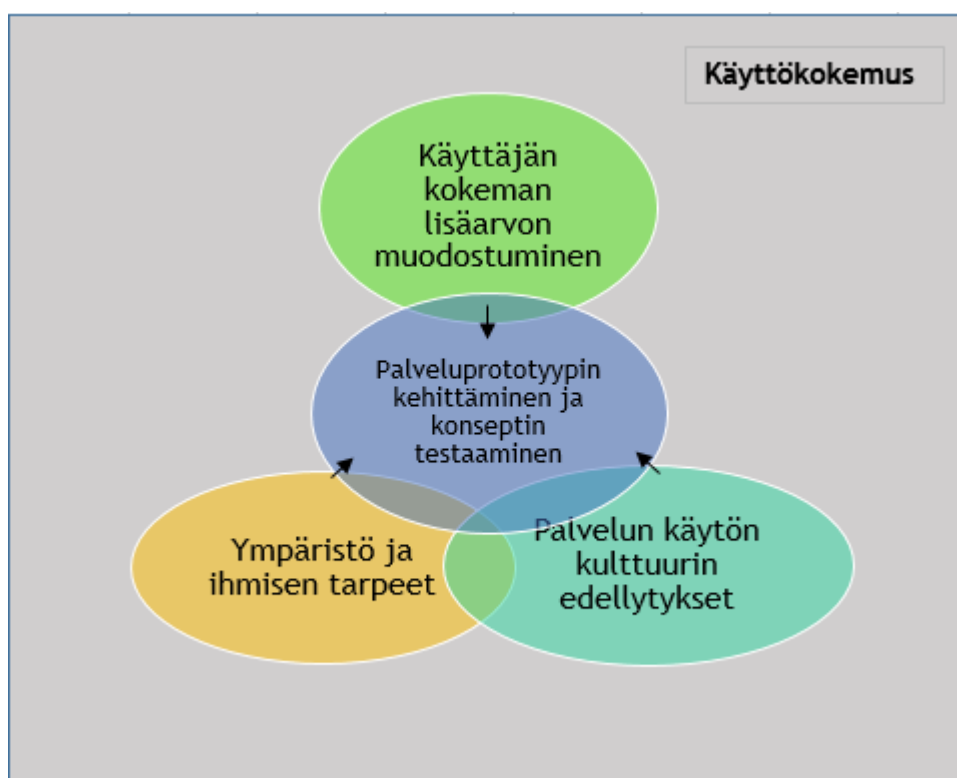 Käyttökokemus
Käyttäjän
kokeman
lisäarvon
muodostuminen
Palveluprototyypin
kehittäminen ja
konseptin
testaaminen
Ympäristö ja
ihmisen tarpeet
Palvelun käytön
kulttuurin
edellytykset